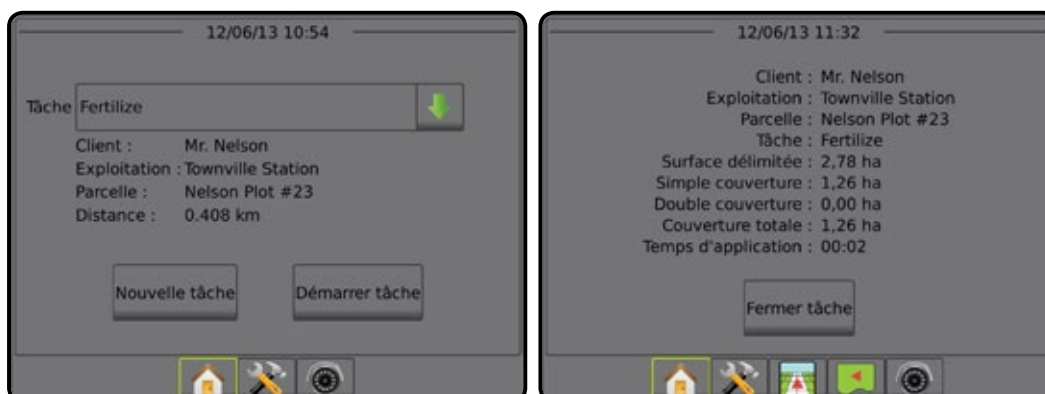 12/06/13 10:54
Tâche Fertilize
Client : Mr. Nelson
Exploitation : Townville Station
Parcelle : Nelson Plot #23
Distance : 0.408 km
Nouvelle tâche
Démarrer tâche
12/06/13 11:32
Client : Mr. Nelson
Exploitation : Townville Station
Parcelle : Nelson Plot #23
Tâche : Fertilize
Surface délimitée : 2,78 ha
Simple couverture : 1,26 ha
Double couverture : 0,00 ha
Couverture totale : 1,26 ha
Temps d'application : 00:02
Fermer tâche